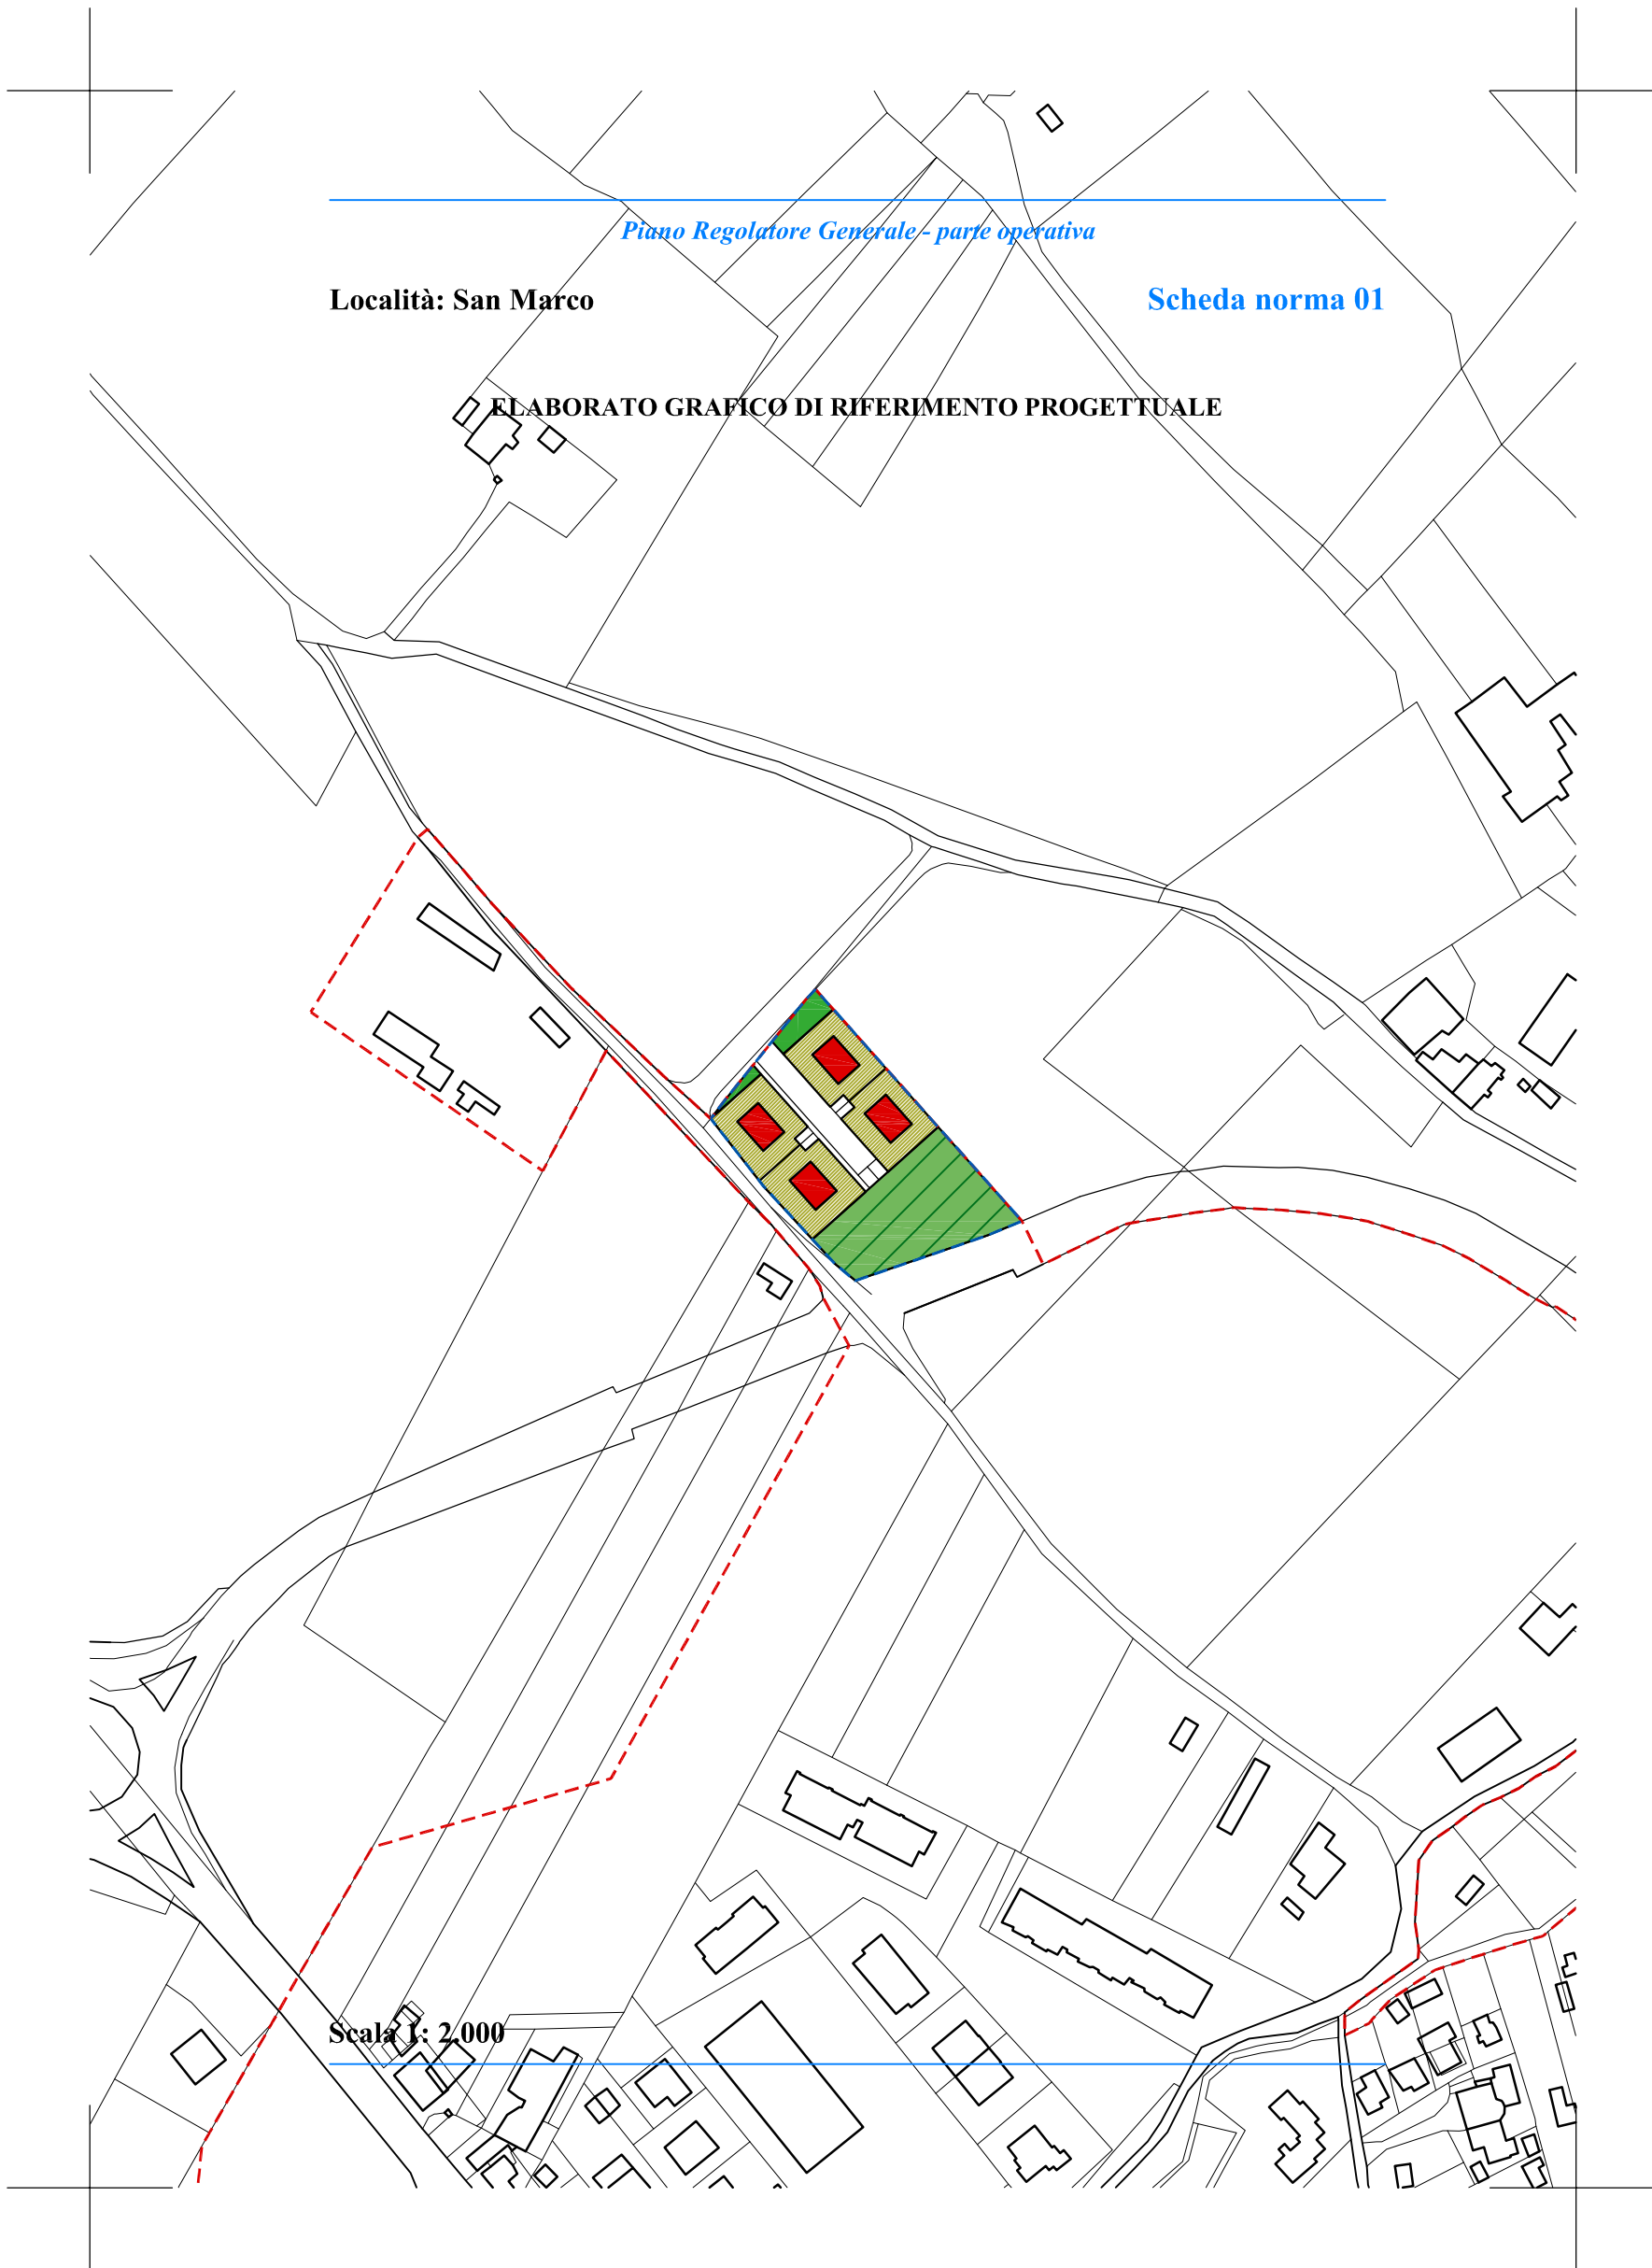 Piano Regolatore Generale - parte operativa
Località: San Marco
Scheda norma 01
ELABORATO GRAFICO DI RIFERIMENTO PROGETTUALE
Scala 1: 2.000